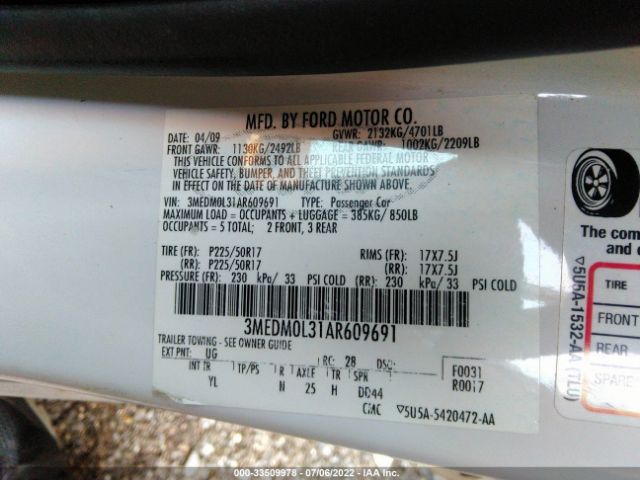 MFD. BY FORD MOTOR CO.
DATE: 04/09 GVWR: 2132KG/4701LB
FRONT GAWR: 1130KG/2492LB REAR GAWR: 1002KG/2209LB
THIS VEHICLE CONFORMS TO ALL APPLICABLE FEDERAL MOTOR
VEHICLE SAFETY, BUMPER, AND THEFT PREVENTION STANDARDS
IN EFFECT ON THE DATE OF MANUFACTURE SHOWN ABOVE.
VIN: 3MEDM0L31AR609691 TYPE: Passenger Car
MAXIMUM LOAD = OCCUPANTS + LUGGAGE = 385KG/ 850LB
OCCUPANTS = 5 TOTAL; 2 FRONT, 3 REAR
TIRE (FR): P225/50R17 RIMS (FR): 17X7.5J
(RR): P225/50R17 (RR): 17X7.5J
PRESSURE (FR): 230 kPa/ 33 PSI COLD (RR): 230 kPa/ 33 PSI COLD
3MEDM0L31AR609691
TRAILER TOWING - SEE OWNER GUIDE
EXT PNT: UG RC: 28 DSO: F0031
INT TR TP/PS R AXLE TR SPR R0017
YL N 25 H DD44
CMC ▽5U5A-5420472-AA
The com
▽5U5A-1532-AA (TLU)
TIRE
FRONT
REAR
SPARE
000-33509978 - 07/06/2022 - IAA Inc.